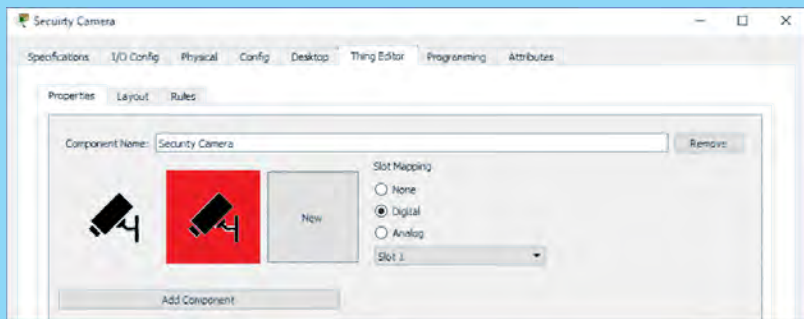 Security Camera
Specifications I/O Config Physical Config Desktop Thing Editor Programming Attributes
Properties Layout Rules
Component Name: Security Camera Remove
Slot Mapping
None
New
Digital
Analog
Slot 1
Add Component